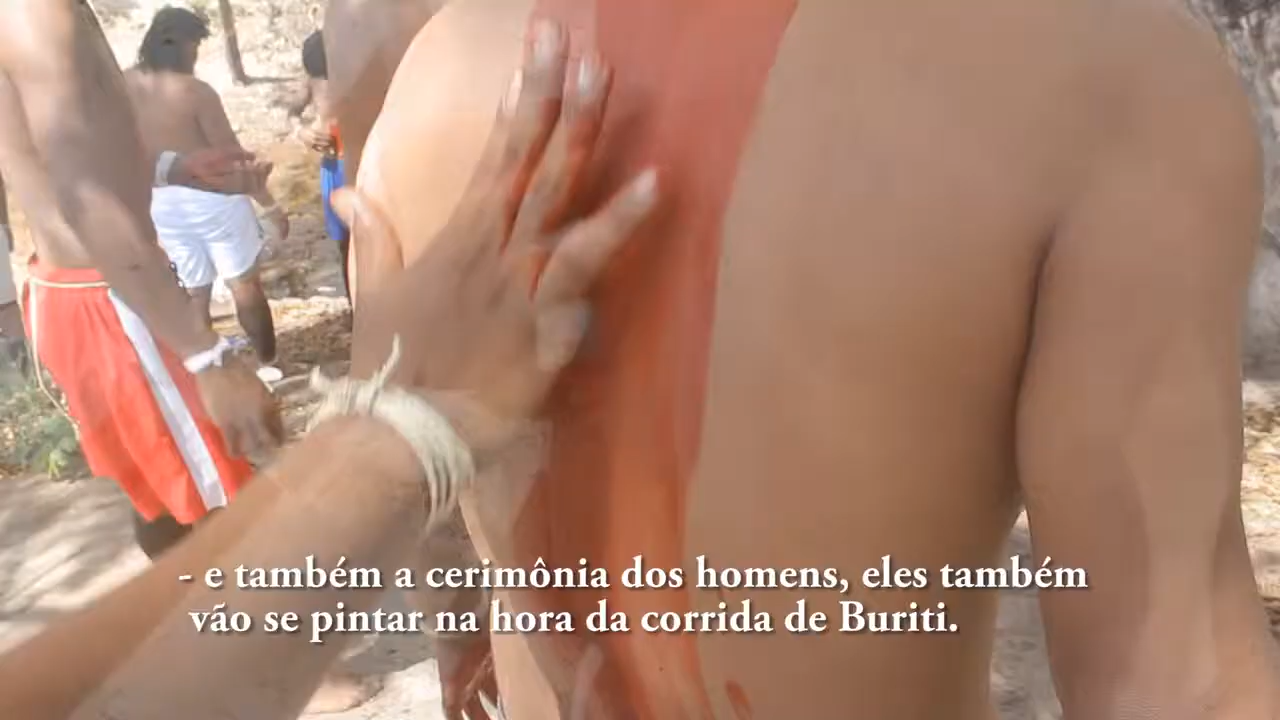 - e também a cerimônia dos homens, eles também
vão se pintar na hora da corrida de Buriti.